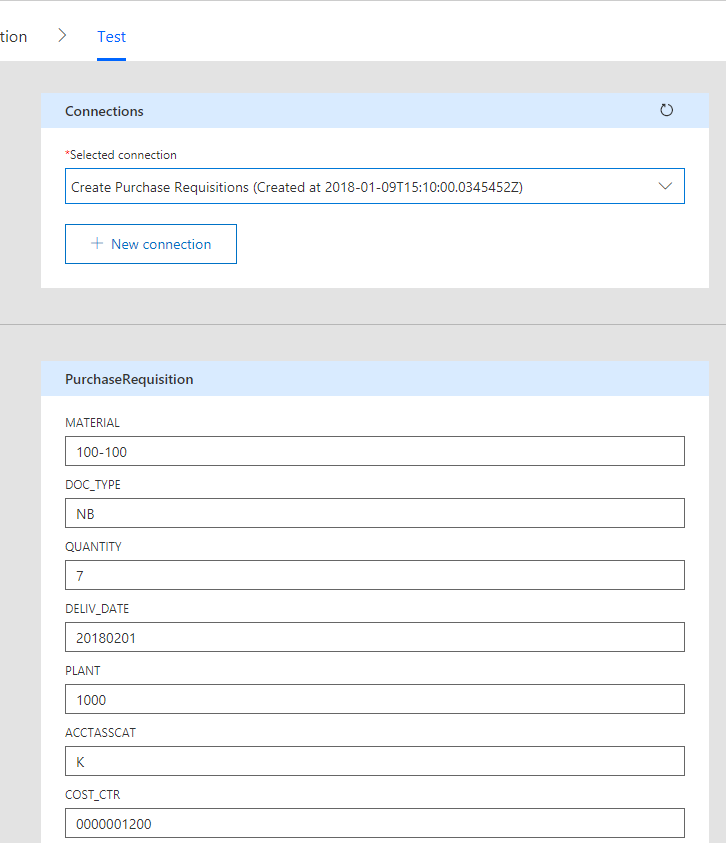 tion > Test
Connections
*Selected connection
Create Purchase Requisitions (Created at 2018-01-09T15:10:00.0345452Z)
+ New connection
PurchaseRequisition
MATERIAL
100-100
DOC_TYPE
NB
QUANTITY
7
DELIV_DATE
20180201
PLANT
1000
ACCTASSCAT
K
COST_CTR
0000001200